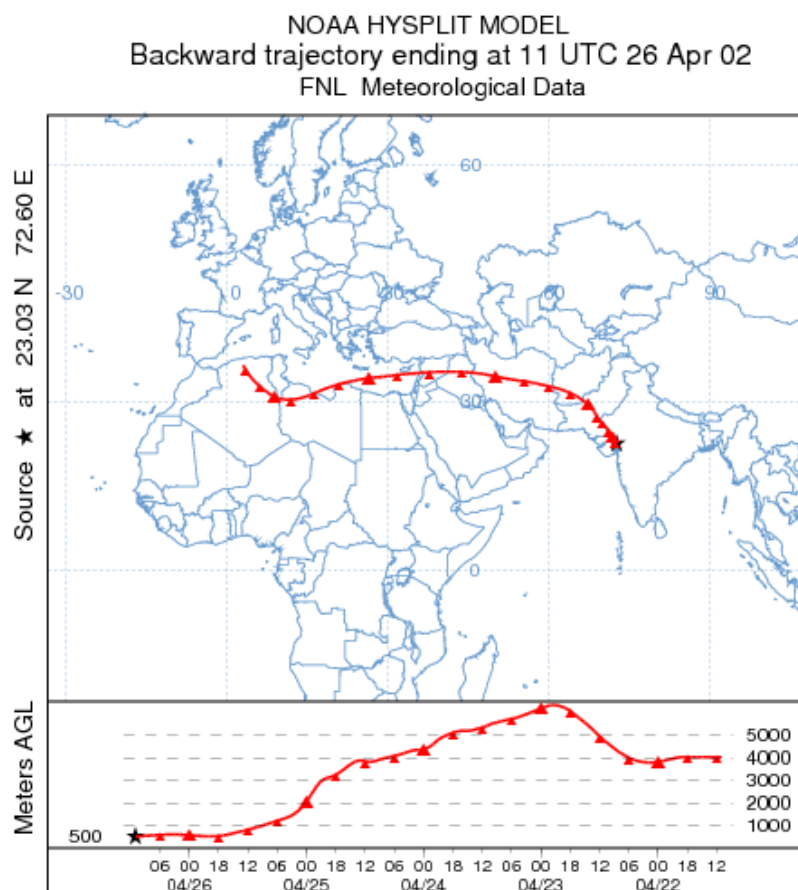 NOAA HYSPLIT MODEL
Backward trajectory ending at 11 UTC 26 Apr 02
FNL Meteorological Data
Source ★ at 23.03 N 72.60 E
60
-30 0 30 60 90
30
0
Meters AGL
5000
4000
3000
2000
1000
500
06 00 18 12 06 00 18 12 06 00 18 12 06 00 18 12 06 00 18 12
04/26 04/25 04/24 04/23 04/22